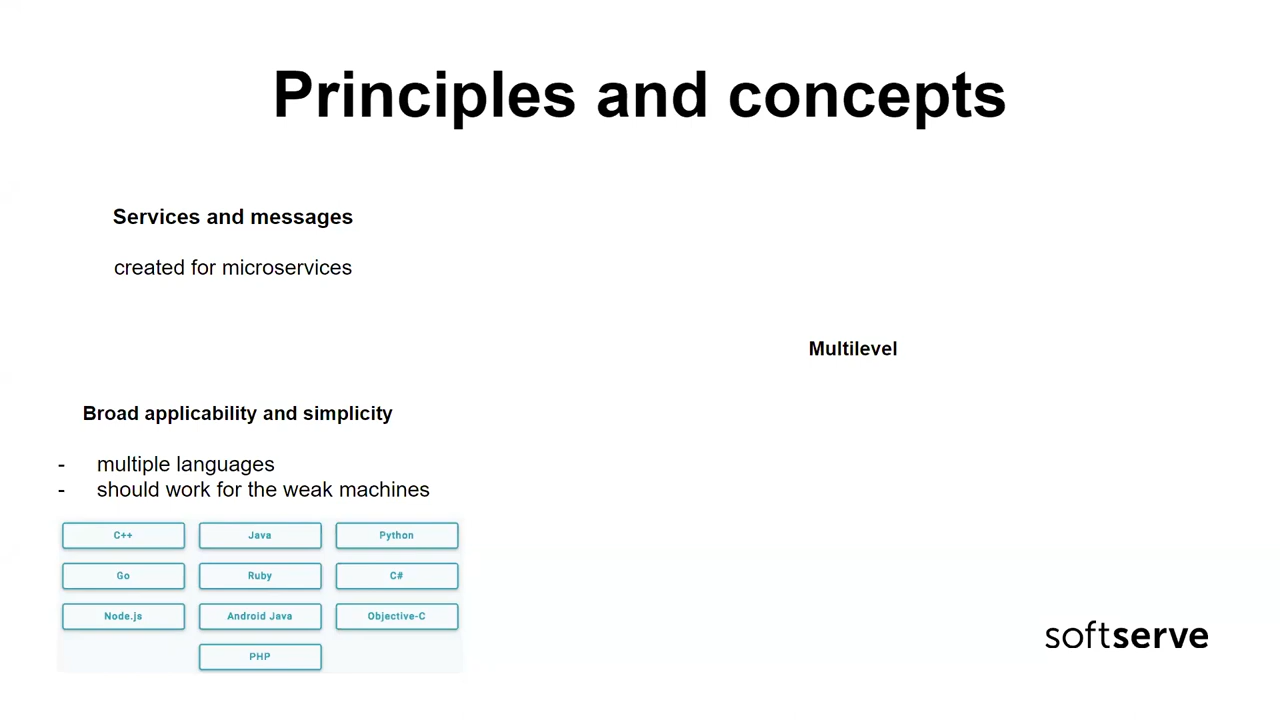 Principles and concepts
Services and messages
created for microservices
Multilevel
Broad applicability and simplicity
- multiple languages
- should work for the weak machines
C++ Java Python
Go Ruby C#
Node.js Android Java Objective-C
PHP
softserve